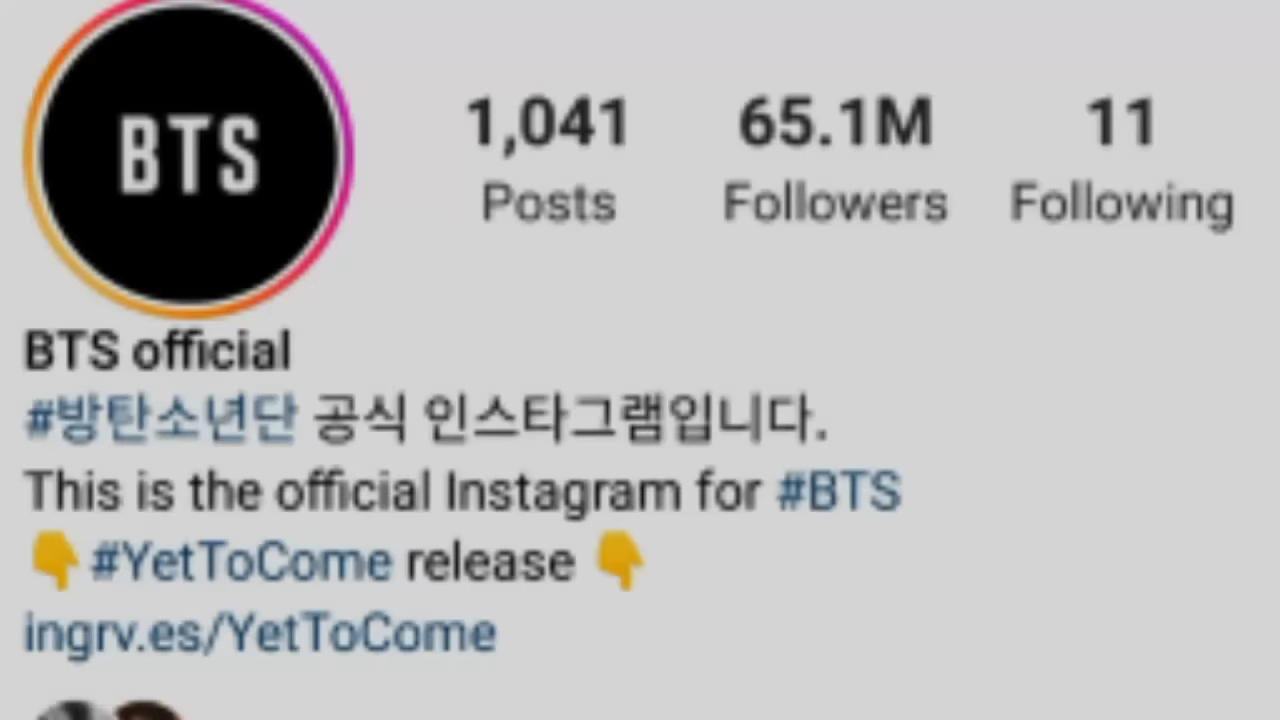 BTS
1,041 65.1M 11
Posts Followers Following
BTS official
#방탄소년단 공식 인스타그램입니다.
This is the official Instagram for #BTS
👇#YetToCome release 👇
ingrv.es/YetToCome